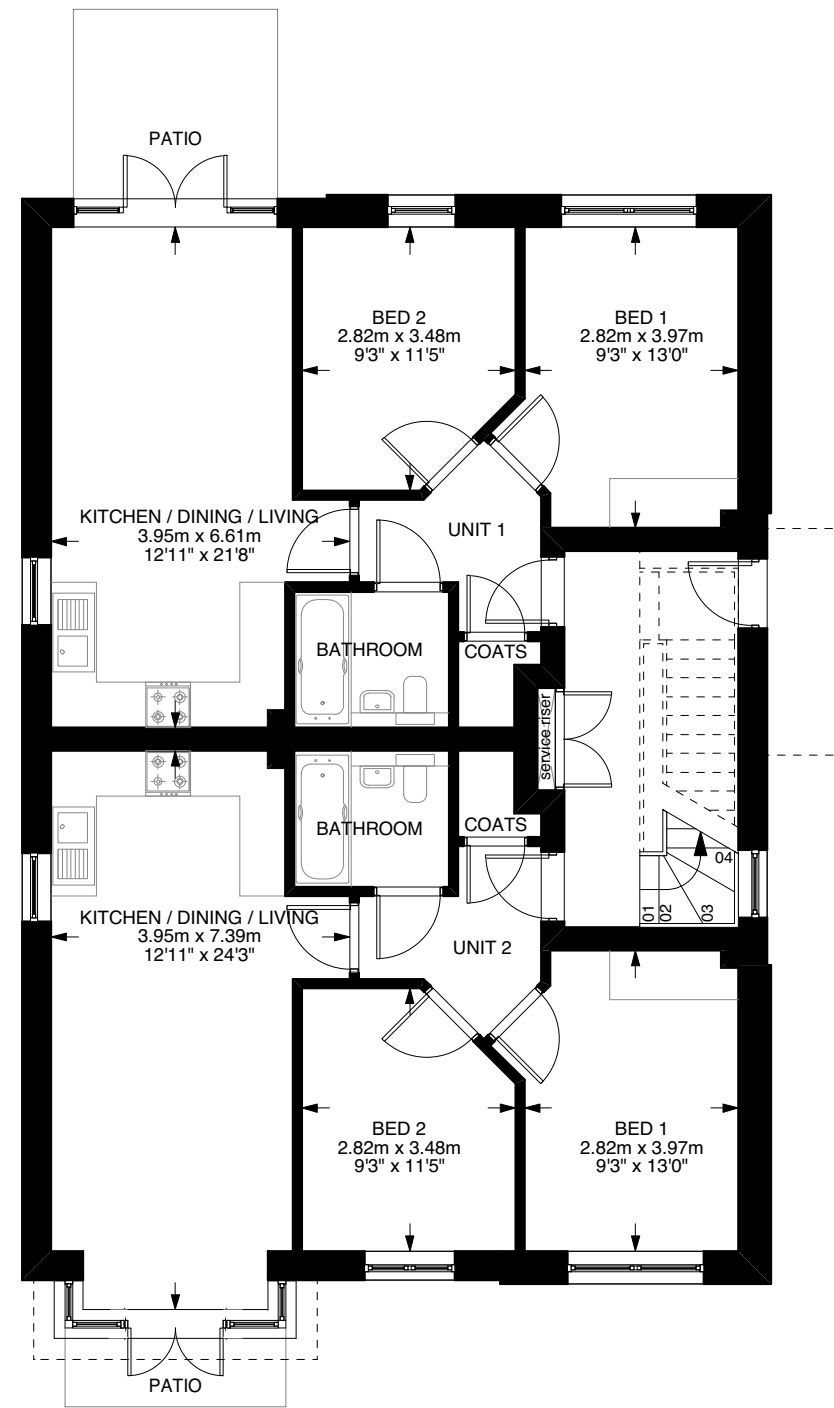 PATIO
BED 2
2.82m x 3.48m
9'3" x 11'5"
BED 1
2.82m x 3.97m
9'3" x 13'0"
KITCHEN / DINING / LIVING
3.95m x 6.61m
12'11" x 21'8"
UNIT 1
BATHROOM
COATS
service riser
BATHROOM
COATS
04
01
02
03
KITCHEN / DINING / LIVING
3.95m x 7.39m
12'11" x 24'3"
UNIT 2
BED 2
2.82m x 3.48m
9'3" x 11'5"
BED 1
2.82m x 3.97m
9'3" x 13'0"
PATIO